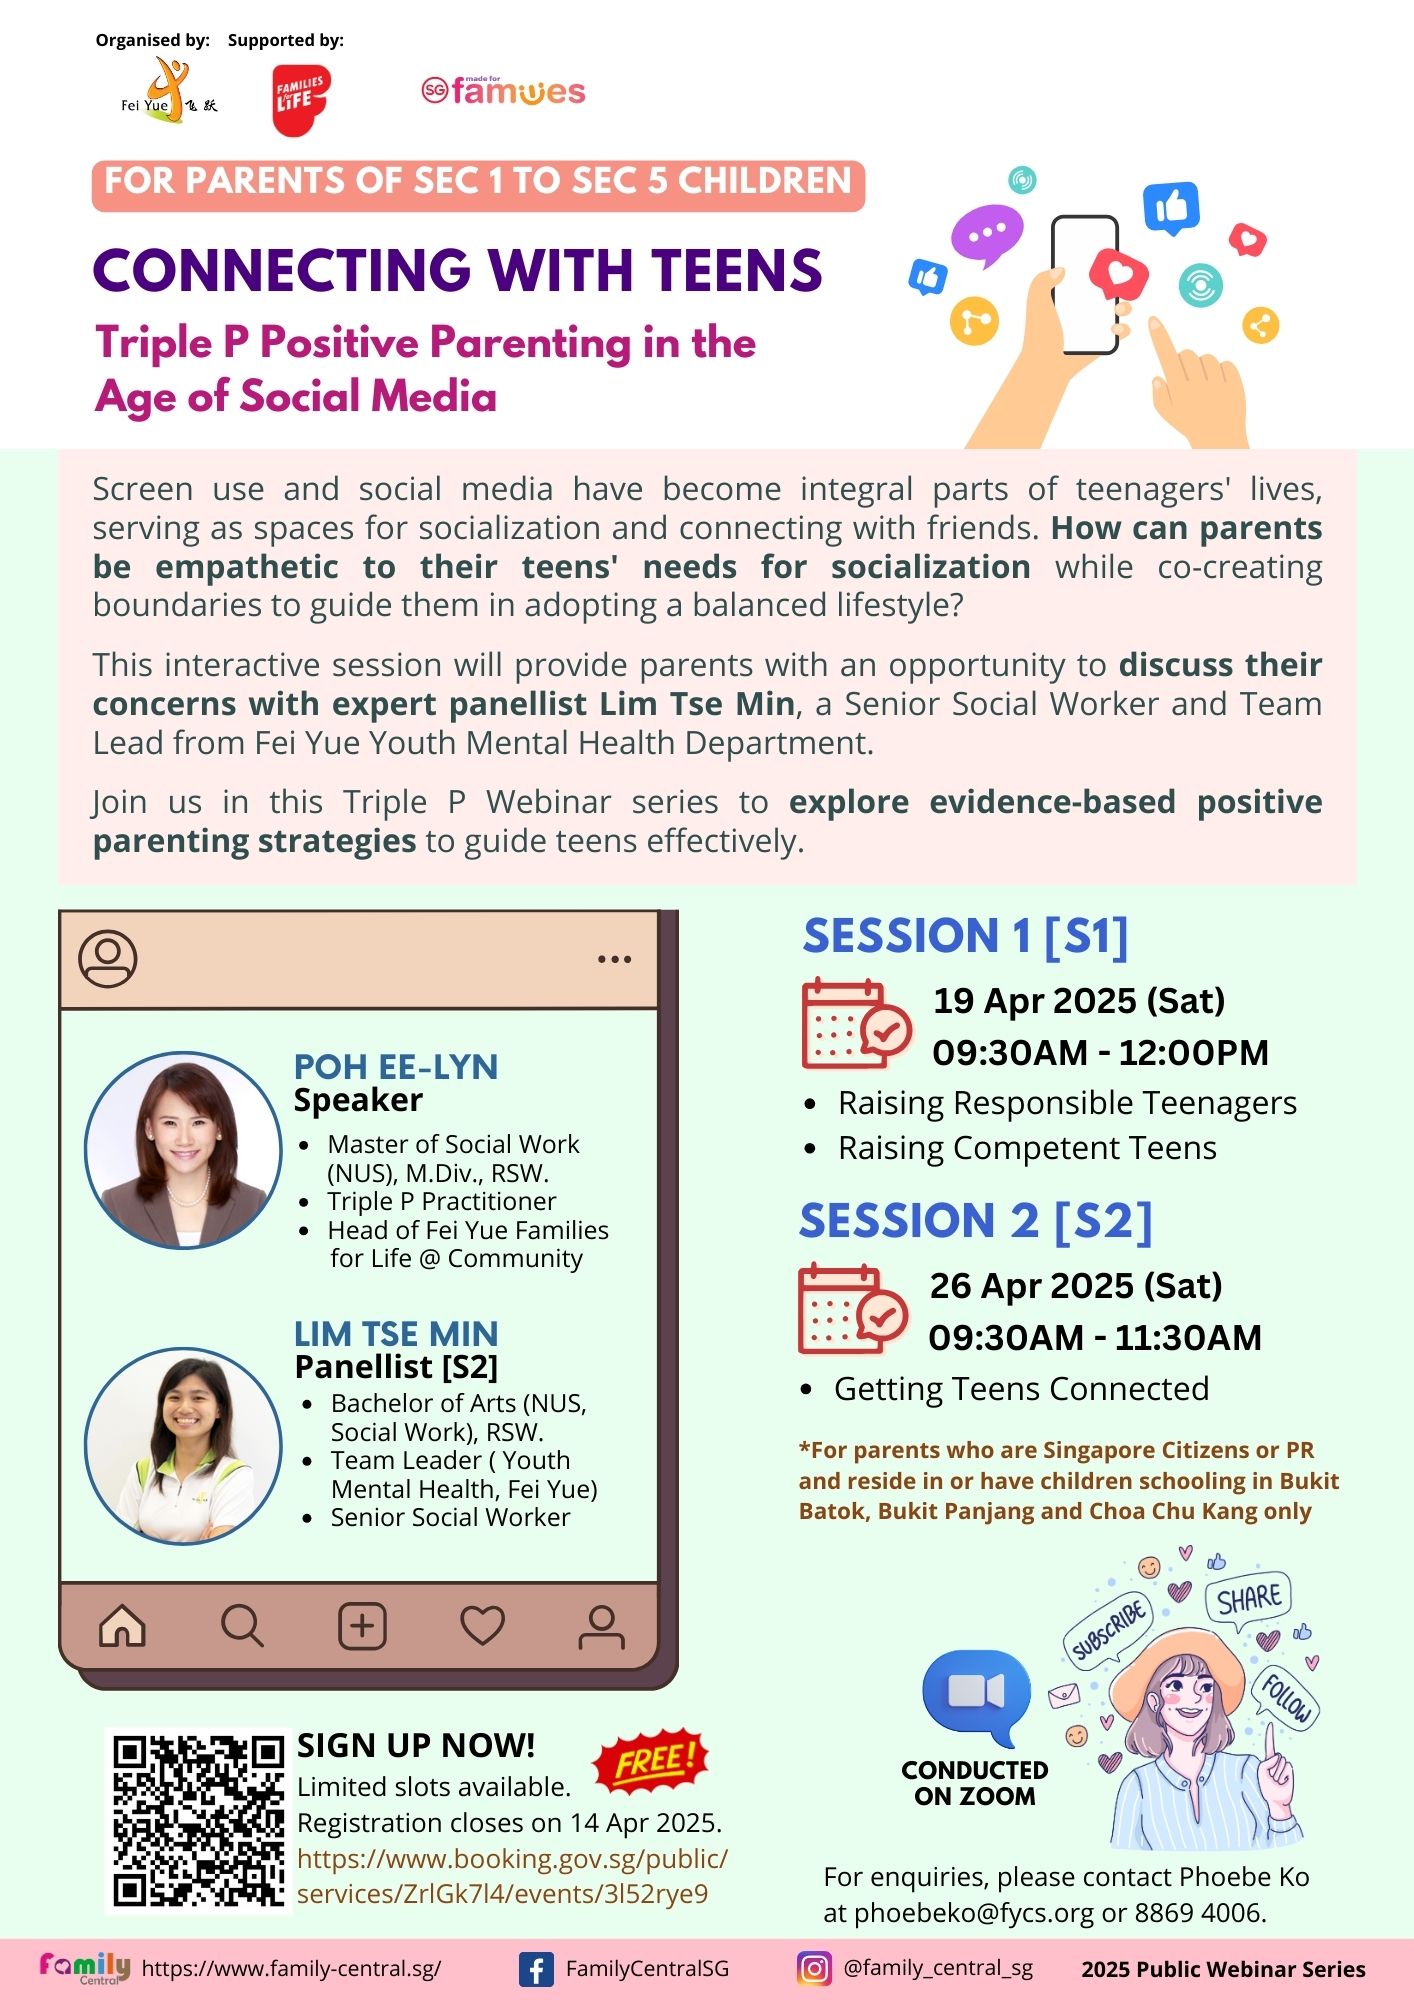 Organised by: Supported by:
Fei Yue 飞跃
FAMILIES
for
LiFE
made for
SG families
FOR PARENTS OF SEC 1 TO SEC 5 CHILDREN
CONNECTING WITH TEENS
Triple P Positive Parenting in the
Age of Social Media
Screen use and social media have become integral parts of teenagers' lives,
serving as spaces for socialization and connecting with friends. How can parents
be empathetic to their teens' needs for socialization while co-creating
boundaries to guide them in adopting a balanced lifestyle?
This interactive session will provide parents with an opportunity to discuss their
concerns with expert panellist Lim Tse Min, a Senior Social Worker and Team
Lead from Fei Yue Youth Mental Health Department.
Join us in this Triple P Webinar series to explore evidence-based positive
parenting strategies to guide teens effectively.
POH EE-LYN
Speaker
• Master of Social Work
(NUS), M.Div., RSW.
• Triple P Practitioner
• Head of Fei Yue Families
for Life @ Community
LIM TSE MIN
Panellist [S2]
• Bachelor of Arts (NUS,
Social Work), RSW.
• Team Leader ( Youth
Mental Health, Fei Yue)
• Senior Social Worker
SESSION 1 [S1]
19 Apr 2025 (Sat)
09:30AM - 12:00PM
• Raising Responsible Teenagers
• Raising Competent Teens
SESSION 2 [S2]
26 Apr 2025 (Sat)
09:30AM - 11:30AM
• Getting Teens Connected
*For parents who are Singapore Citizens or PR
and reside in or have children schooling in Bukit
Batok, Bukit Panjang and Choa Chu Kang only
SUBSCRIBE
SHARE
FOLLOW
CONDUCTED
ON ZOOM
SIGN UP NOW!
FREE!
Limited slots available.
Registration closes on 14 Apr 2025.
https://www.booking.gov.sg/public/
services/ZrlGk7l4/events/3l52rye9
For enquiries, please contact Phoebe Ko
at phoebeko@fycs.org or 8869 4006.
Family
Central
https://www.family-central.sg/
FamilyCentralSG
@family_central_sg
2025 Public Webinar Series